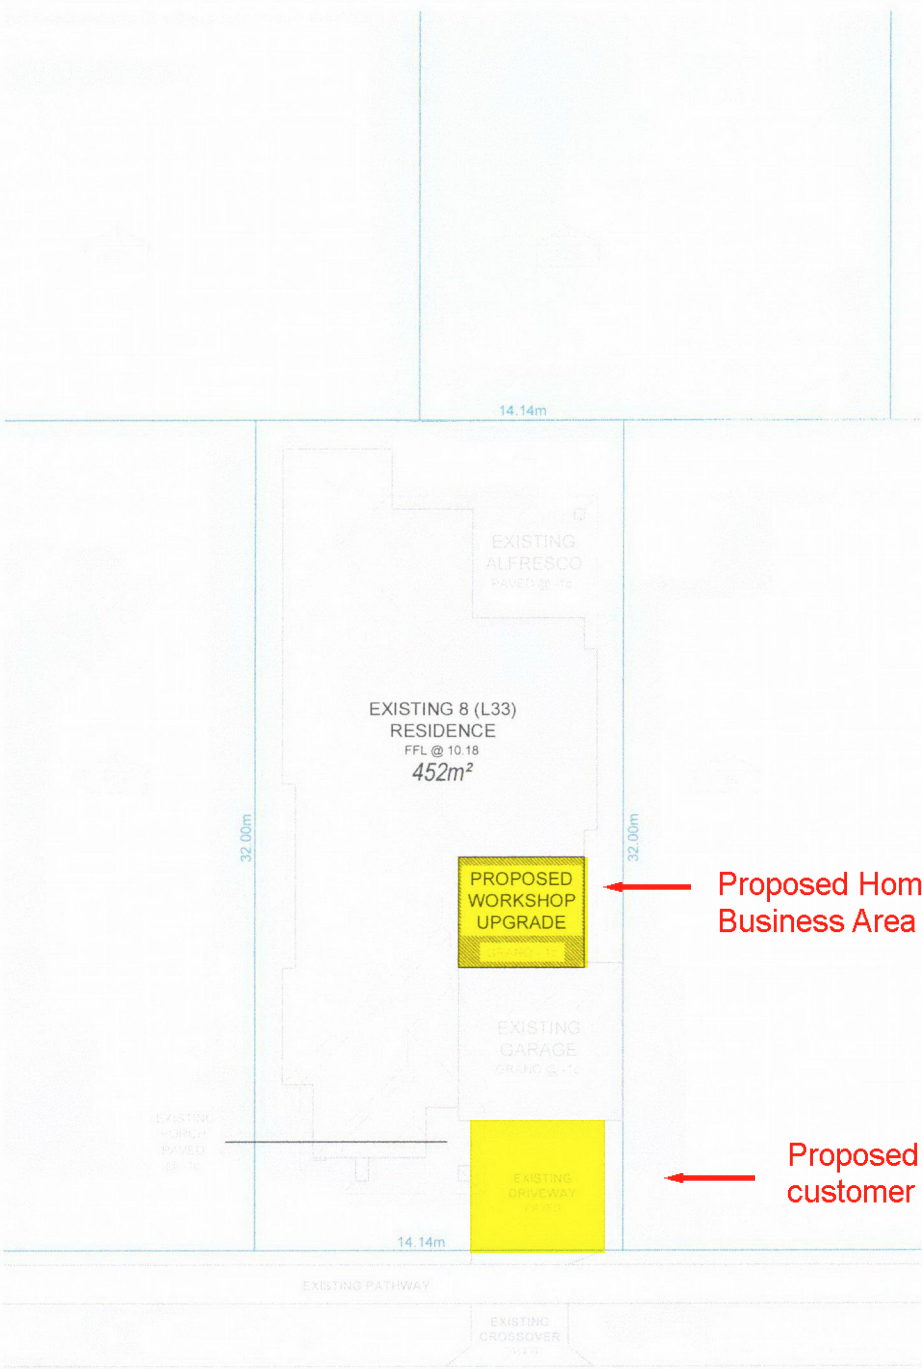 14.14m
EXISTING
ALFRESCO
PAVED @ -1c
EXISTING 8 (L33)
RESIDENCE
FFL @ 10.18
452m²
32.00m
32.00m
PROPOSED
WORKSHOP
UPGRADE
Proposed Hom
Business Area
EXISTING
GARAGE
EXISTING
PORCH
PAVED
EXISTING
DRIVEWAY
Proposed
customer
14.14m
EXISTING PATHWAY
EXISTING
CROSSOVER